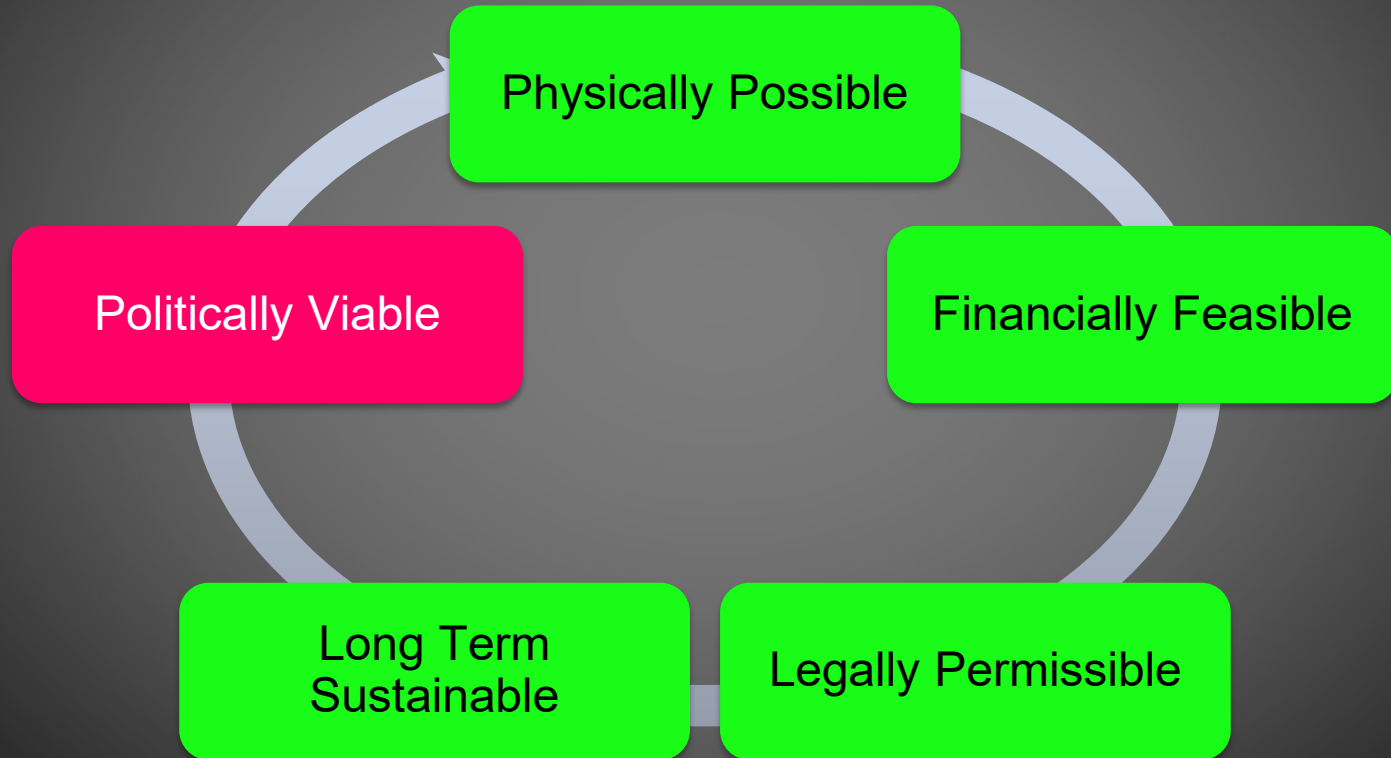 Physically Possible
Politically Viable
Financially Feasible
Long Term
Sustainable
Legally Permissible